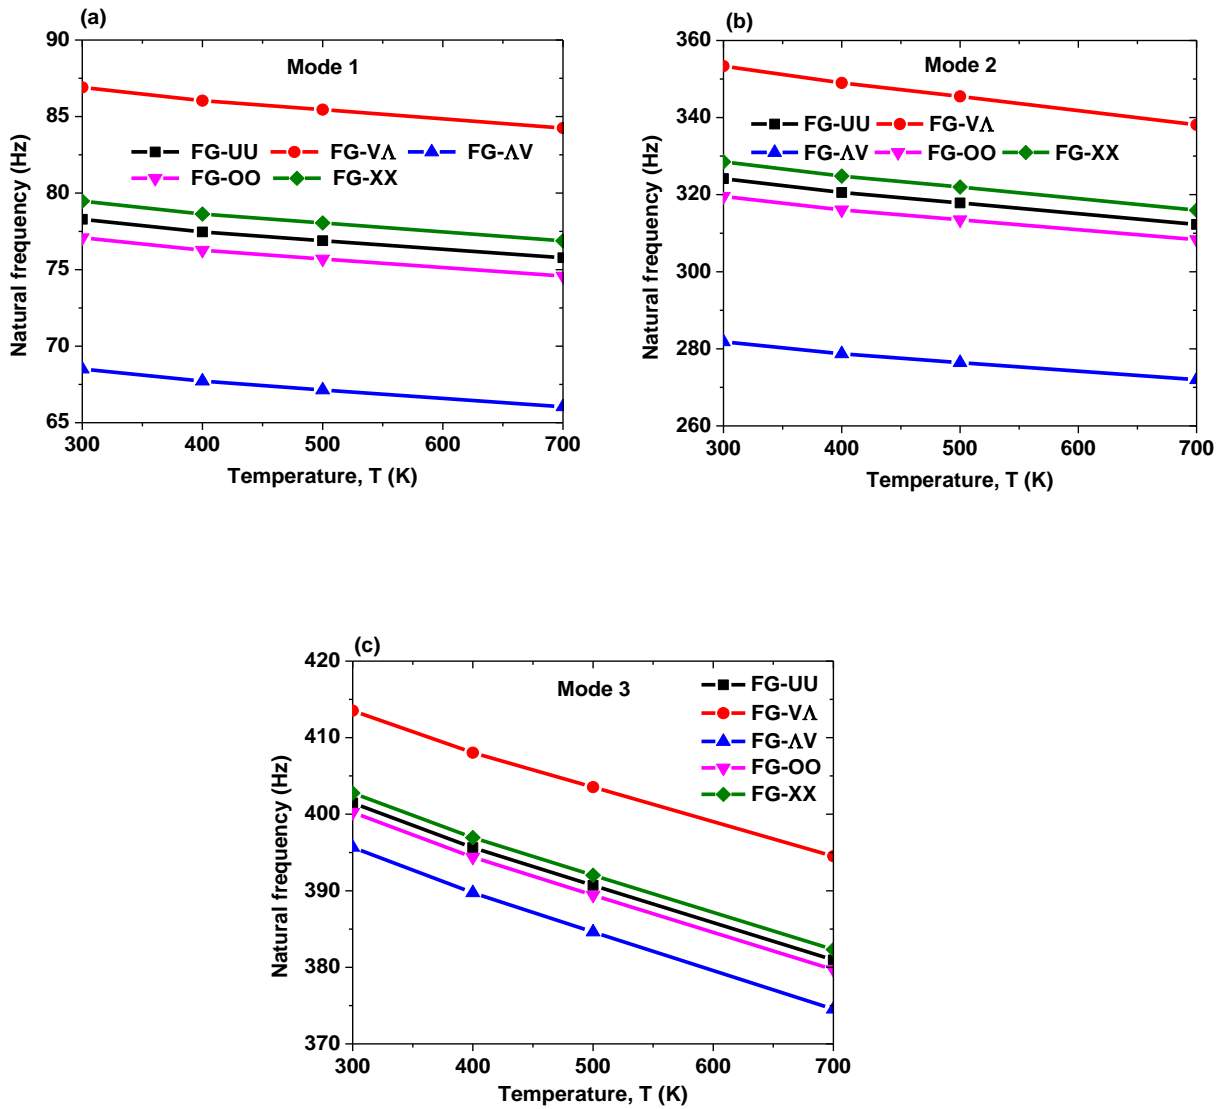 (a)
90
85
80
75
70
65
Natural frequency (Hz)
Mode 1
FG-UU FG-VΛ FG-ΛV
FG-OO FG-XX
300 400 500 600 700
Temperature, T (K)
(b)
360
340
320
300
280
260
Natural frequency (Hz)
Mode 2
FG-UU FG-VΛ
FG-ΛV FG-OO FG-XX
300 400 500 600 700
Temperature, T (K)
(c)
420
410
400
390
380
370
Natural frequency (Hz)
Mode 3
FG-UU
FG-VΛ
FG-ΛV
FG-OO
FG-XX
300 400 500 600 700
Temperature, T (K)